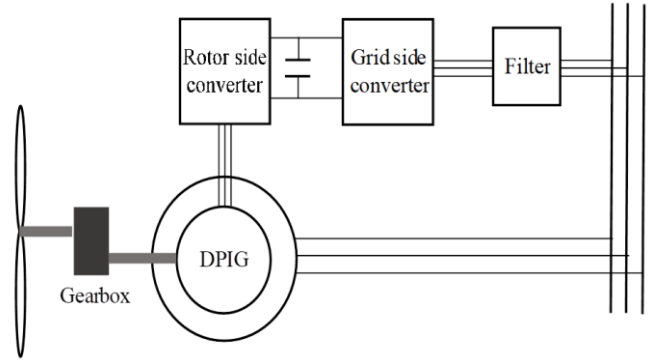 Rotor side
converter
Grid side
converter
Filter
DPIG
Gearbox